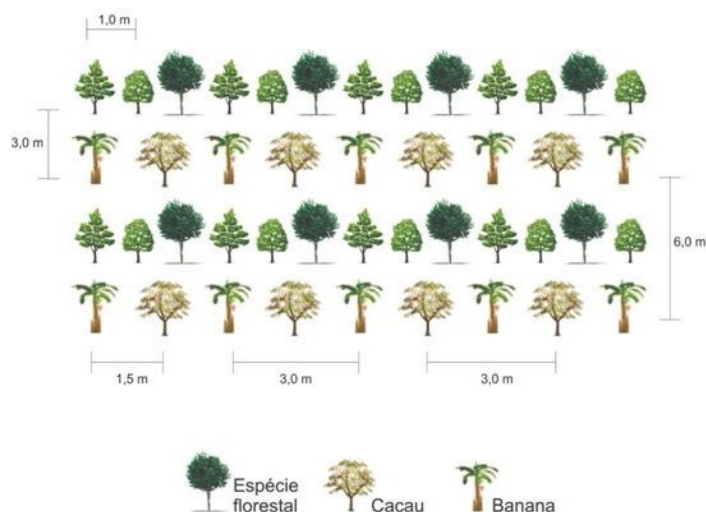 1,0 m
3,0 m
6,0 m
1,5 m
3,0 m
3,0 m
Espécie
florestal
Cacau
Banana